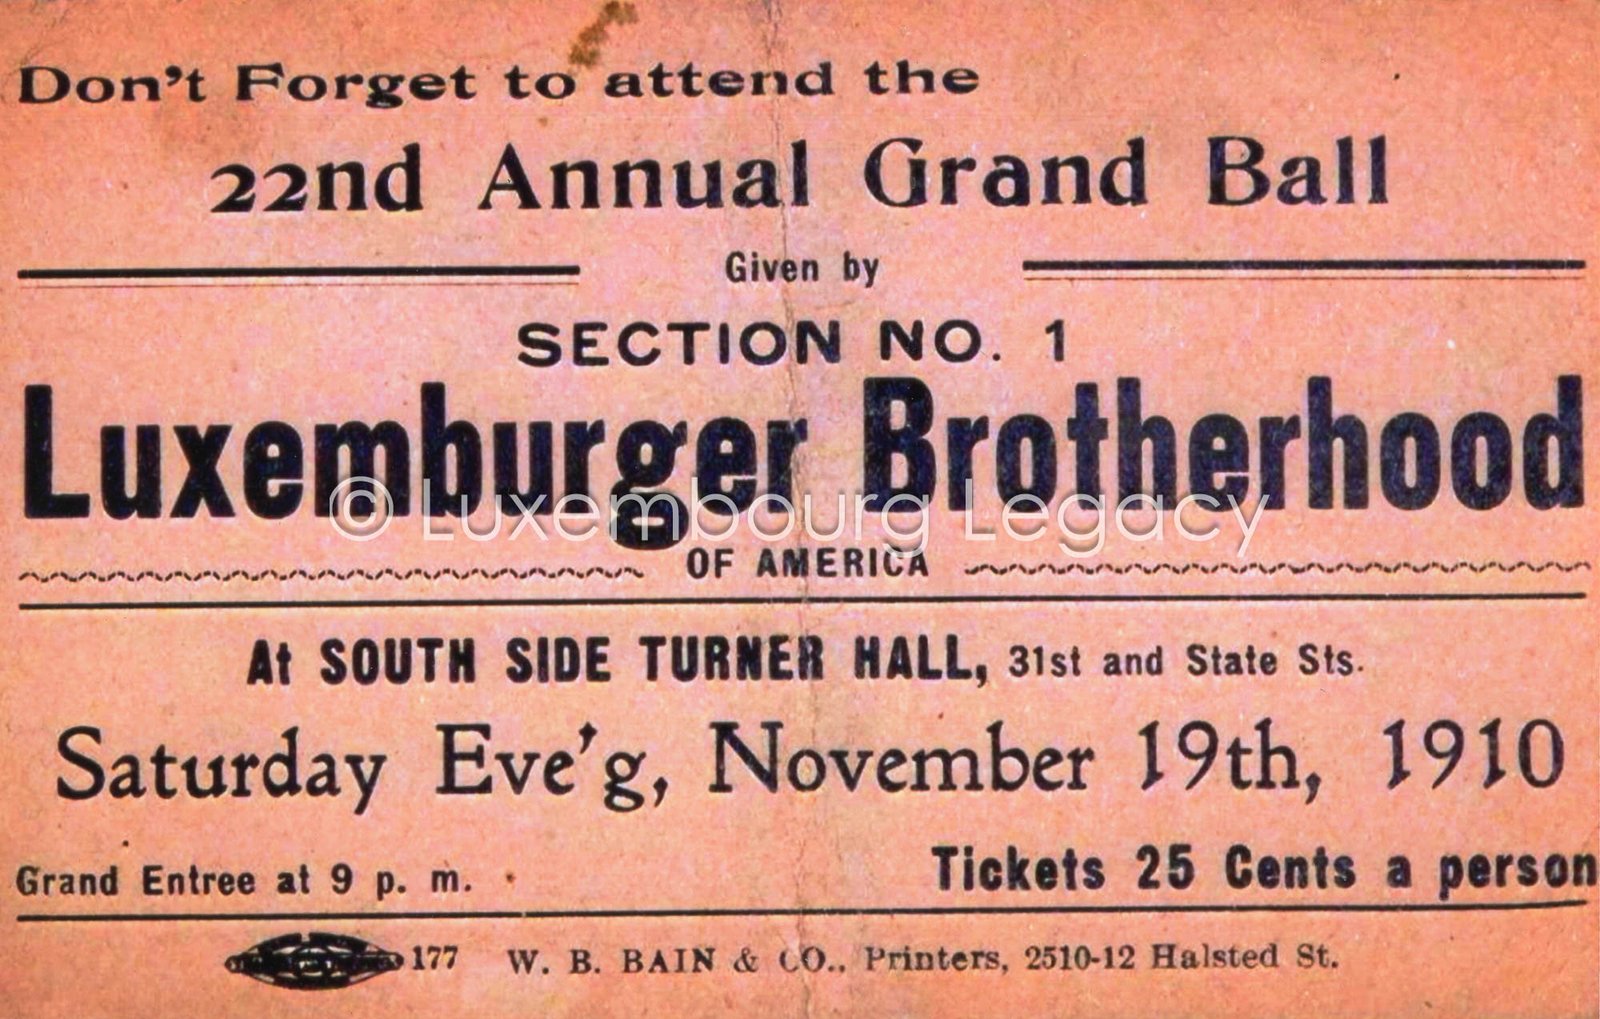 Don't Forget to attend the
22nd Annual Grand Ball
Given by
SECTION NO. 1
Luxemburger Brotherhood
© Luxembourg Legacy
OF AMERICA
At SOUTH SIDE TURNER HALL, 31st and State Sts.
Saturday Eve'g, November 19th, 1910
Grand Entree at 9 p. m.
Tickets 25 Cents a person
177 W. B. BAIN & CO., Printers, 2510-12 Halsted St.